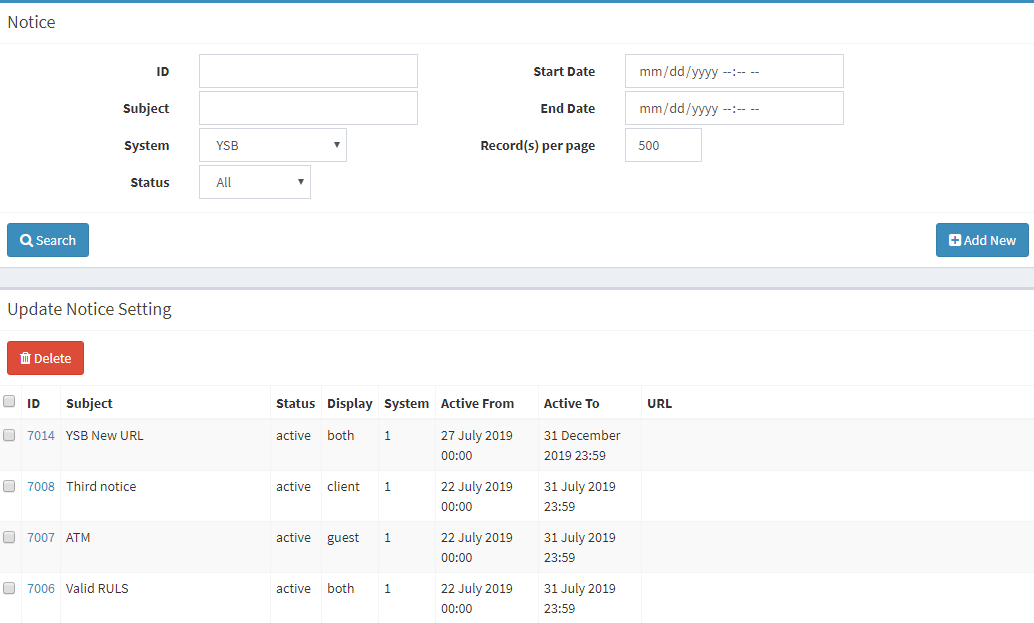 Notice
ID
Start Date mm/dd/yyyy --:-- --
Subject
End Date mm/dd/yyyy --:-- --
System YSB
Record(s) per page 500
Status All
Search
Add New
Update Notice Setting
Delete
ID Subject Status Display System Active From Active To URL
7014 YSB New URL active both 1 27 July 2019 31 December
00:00 2019 23:59
7008 Third notice active client 1 22 July 2019 31 July 2019
00:00 23:59
7007 ATM active guest 1 22 July 2019 31 July 2019
00:00 23:59
7006 Valid RULS active both 1 22 July 2019 31 July 2019
00:00 23:59